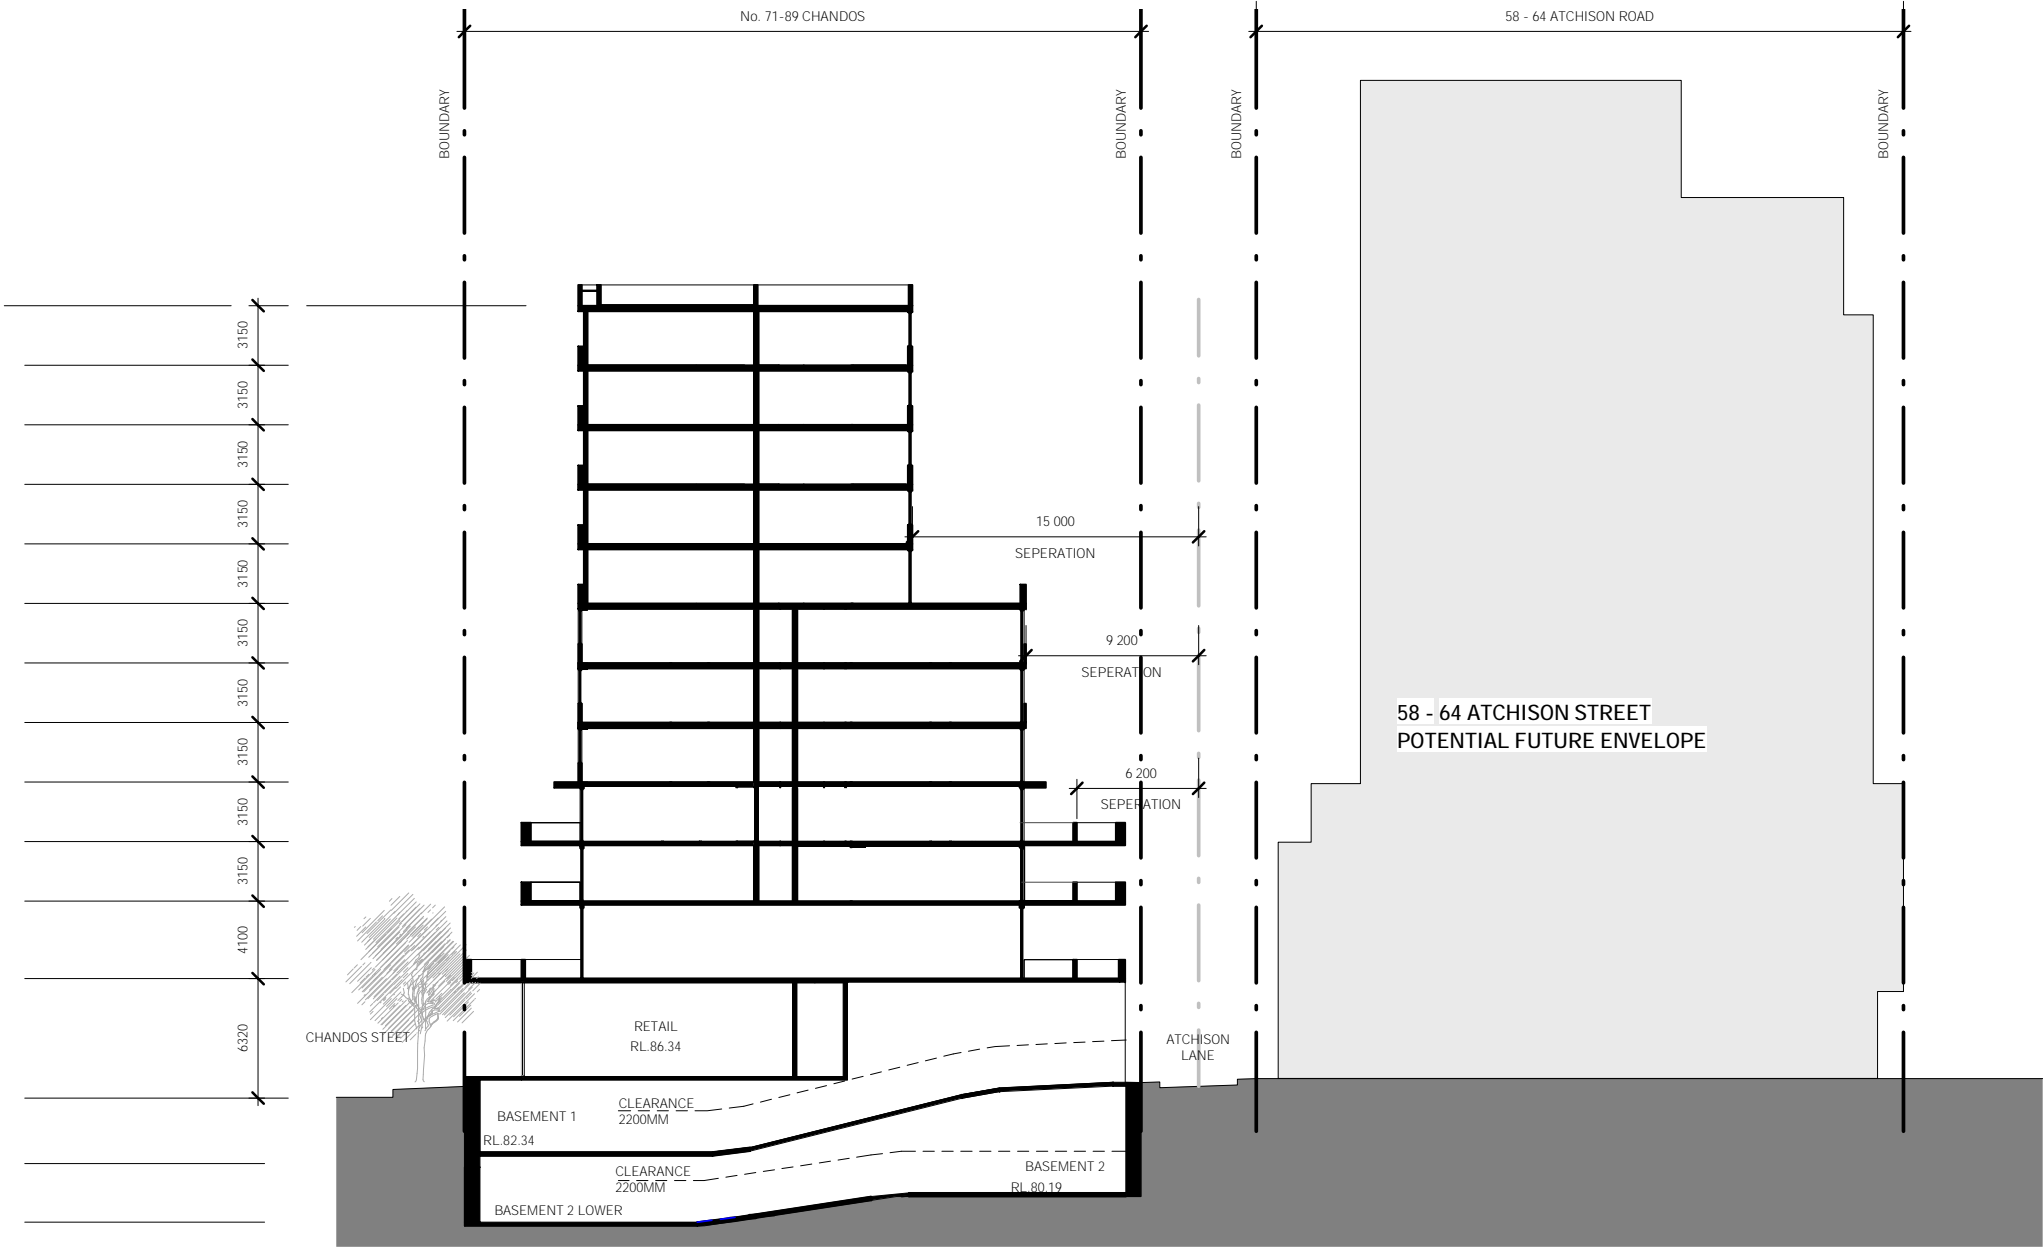 No. 71-89 CHANDOS
58 - 64 ATCHISON ROAD
BOUNDARY
BOUNDARY
BOUNDARY
BOUNDARY
3150
3150
3150
3150
3150
3150
3150
3150
3150
3150
4100
6320
15 000
SEPERATION
9 200
SEPERATION
6 200
SEPERATION
58 - 64 ATCHISON STREET
POTENTIAL FUTURE ENVELOPE
CHANDOS STEET
RETAIL
RL.86.34
ATCHISON
LANE
BASEMENT 1
RL.82.34
CLEARANCE
2200MM
CLEARANCE
2200MM
BASEMENT 2
RL.80.19
BASEMENT 2 LOWER